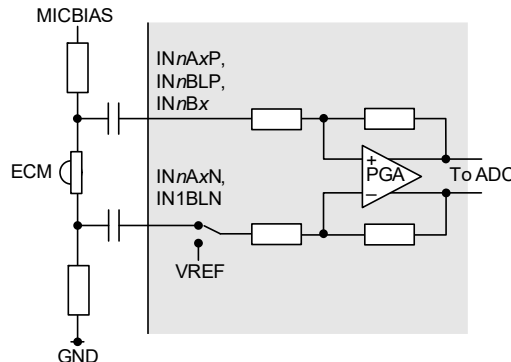 MICBIAS
INnAxP,
INnBLP,
INnBx
+
PGA
To ADC
−
ECM
INnAxN,
IN1BLN
VREF
GND